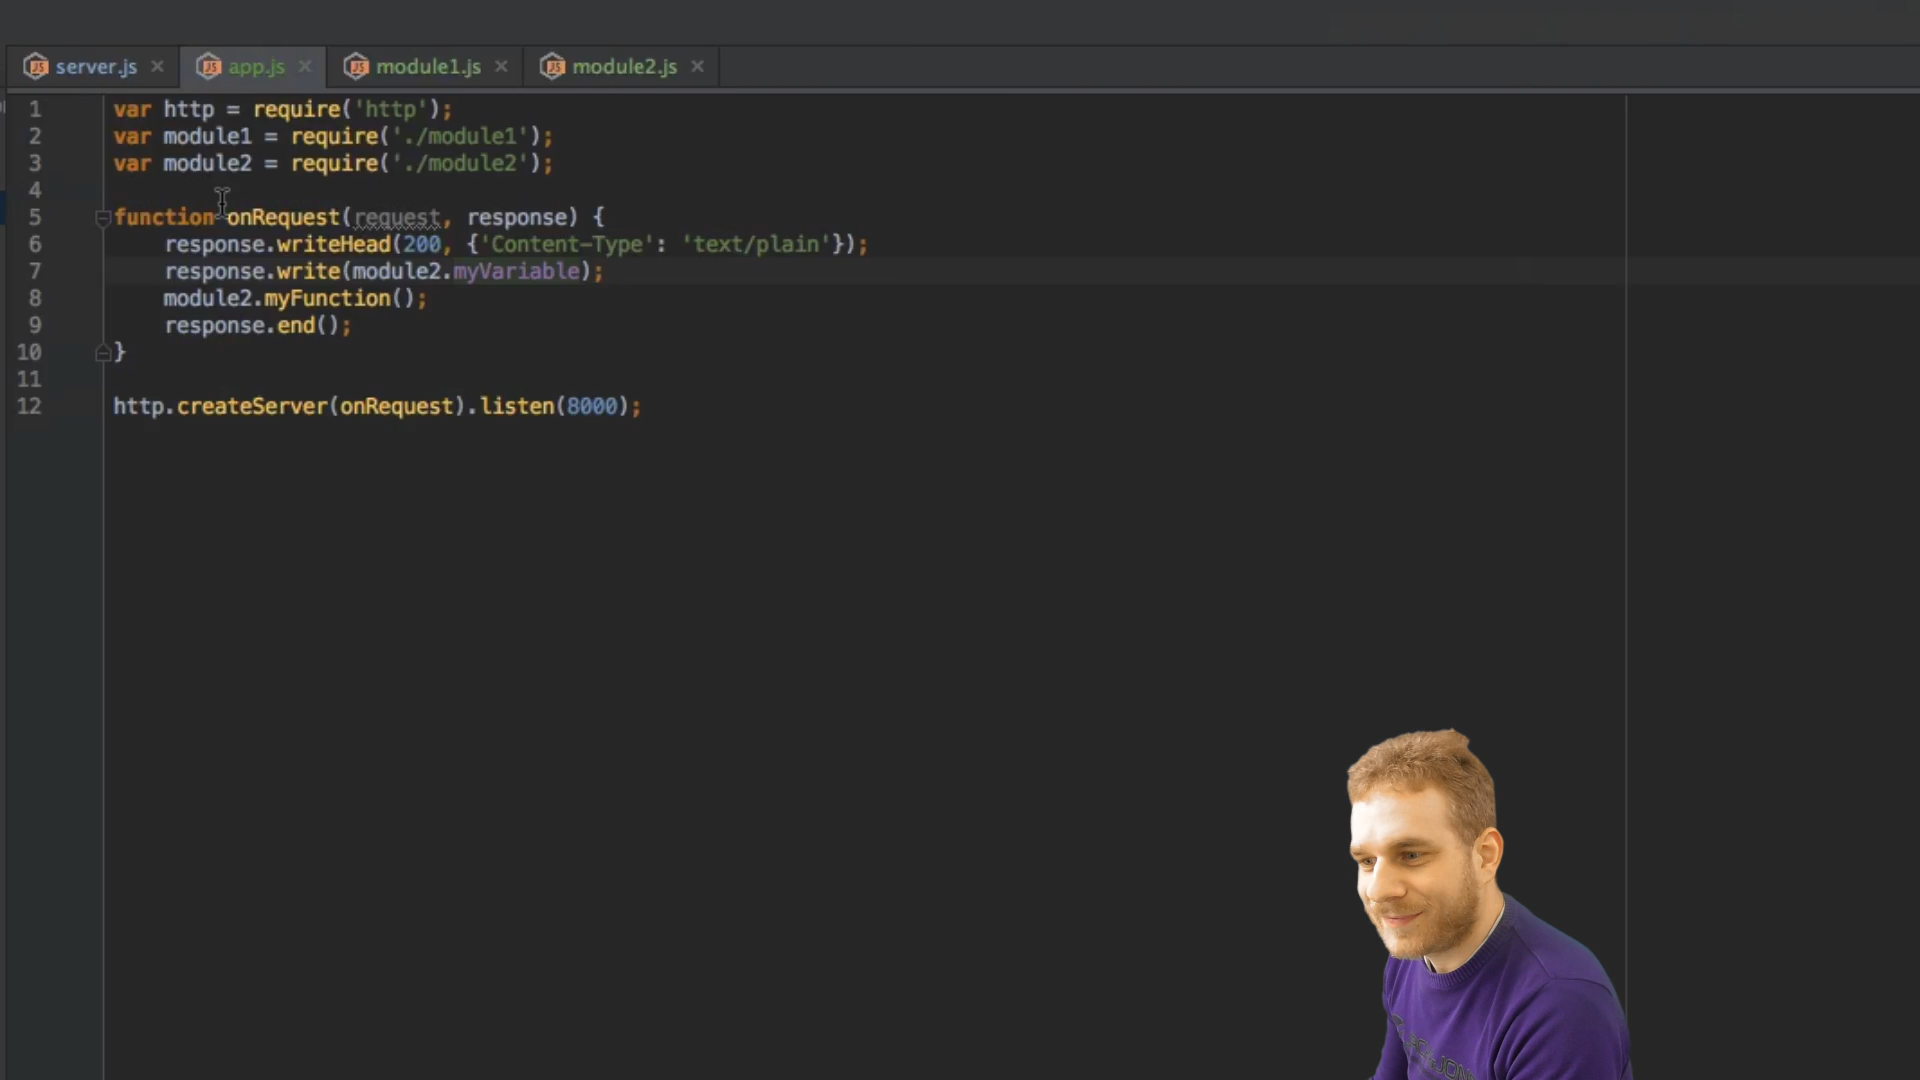 server.js app.js module1.js module2.js
1 var http = require('http');
2 var module1 = require('./module1');
3 var module2 = require('./module2');
4
5 function onRequest(request, response) {
6 response.writeHead(200, {'Content-Type': 'text/plain'});
7 response.write(module2.myVariable);
8 module2.myFunction();
9 response.end();
10 }
11
12 http.createServer(onRequest).listen(8000);